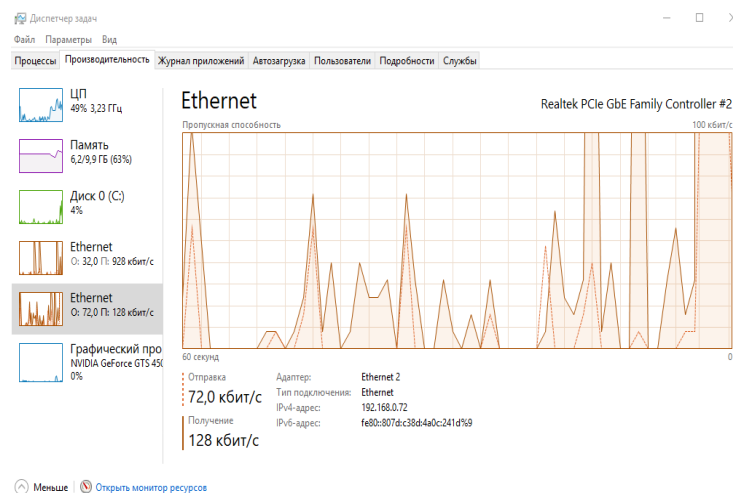 Диспетчер задач
Файл Параметры Вид
Процессы Производительность Журнал приложений Автозагрузка Пользователи Подробности Службы
ЦП
49% 3,23 ГГц
Память
6,2/9,9 ГБ (63%)
Диск 0 (C:)
4%
Ethernet
О: 32,0 П: 928 кбит/с
Ethernet
О: 72,0 П: 128 кбит/с
Графический про
NVIDIA GeForce GTS 450
0%
Ethernet
Realtek PCIe GbE Family Controller #2
Пропускная способность
100 кбит/с
60 секунд
0
Отправка
72,0 кбит/с
Получение
128 кбит/с
Адаптер: Ethernet 2
Тип подключения: Ethernet
IPv4-адрес: 192.168.0.72
IPv6-адрес: fe80::807d:c38d:4a0c:241d%9
Меньше
Открыть монитор ресурсов